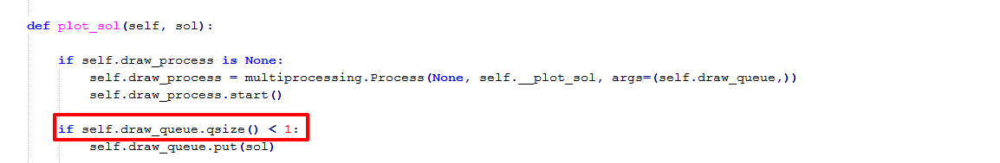 def plot_sol(self, sol):
if self.draw_process is None:
self.draw_process = multiprocessing.Process(None, self.__plot_sol, args=(self.draw_queue,))
self.draw_process.start()
if self.draw_queue.qsize() < 1:
self.draw_queue.put(sol)